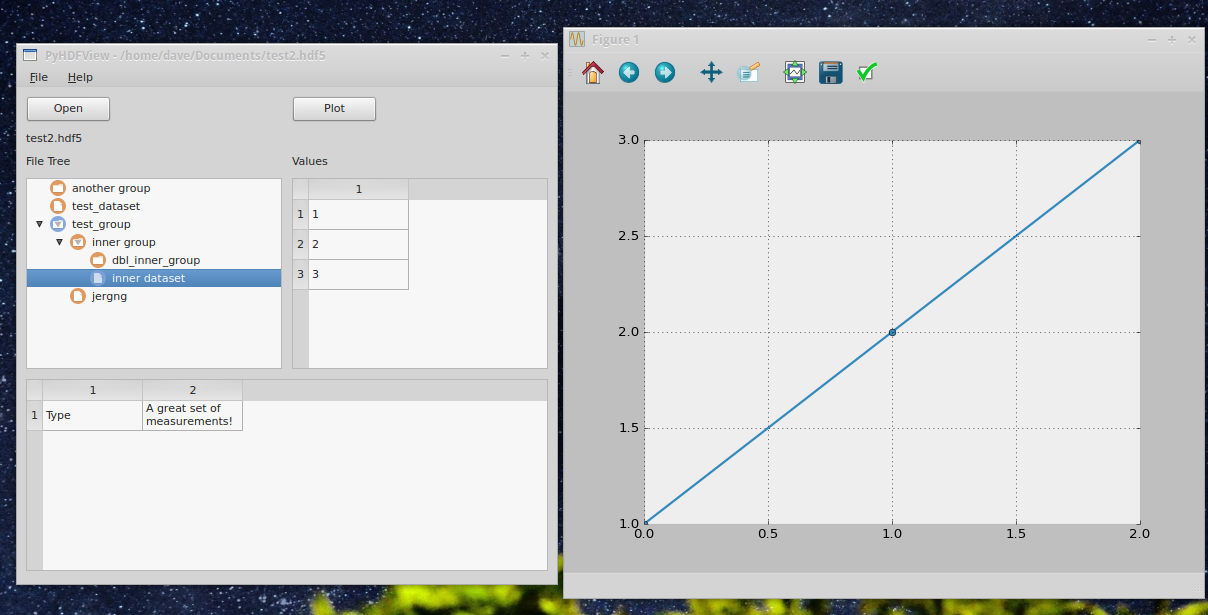 PyHDFView - /home/dave/Documents/test2.hdf5
File Help
Open
Plot
test2.hdf5
File Tree
Values
another group
test_dataset
test_group
inner group
dbl_inner_group
inner dataset
jergng
1
1 1
2 2
3 3
1 2
1 Type A great set of
measurements!
Figure 1
3.0
2.5
2.0
1.5
1.0
0.0 0.5 1.0 1.5 2.0